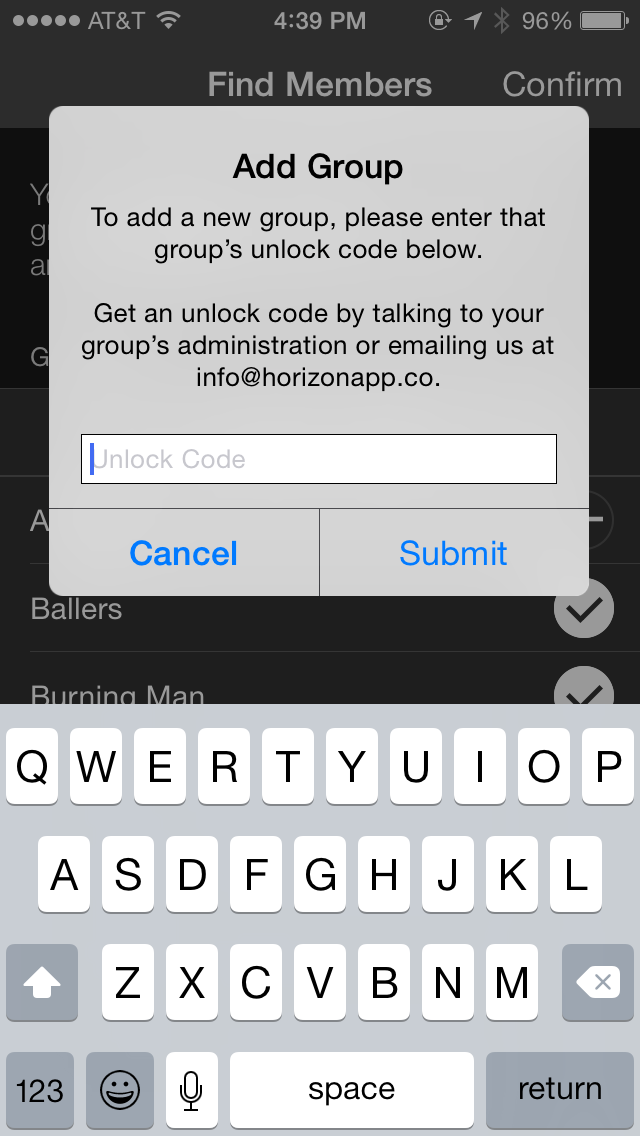 AT&T 4:39 PM 96%
Find Members Confirm
Add Group
To add a new group, please enter that
group’s unlock code below.
Get an unlock code by talking to your
group’s administration or emailing us at
info@horizonapp.co.
Unlock Code
Cancel Submit
Ballers
Burning Man
Q W E R T Y U I O P
A S D F G H J K L
Z X C V B N M
123 space return